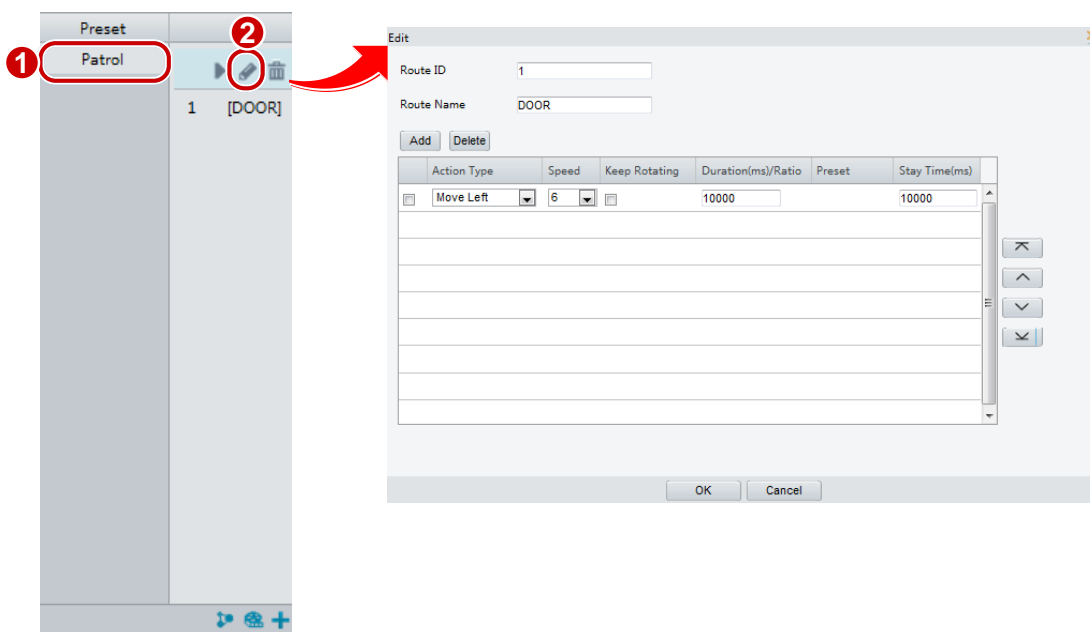 Preset
1
Patrol
2
1 [DOOR]
Edit
Route ID 1
Route Name DOOR
Add Delete
Action Type Speed Keep Rotating Duration(ms)/Ratio Preset Stay Time(ms)
Move Left 6 10000 10000
OK Cancel